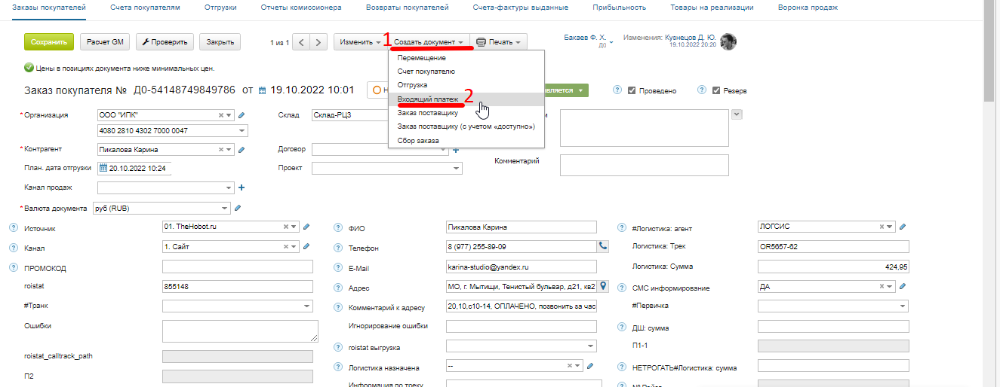 Заказы покупателей Счета покупателям Отгрузки Отчеты комиссионера Возвраты покупателей Счета-фактуры выданные Прибыльность Товары на реализации Воронка продаж
Сохранить Расчет GM Проверить Закрыть 1 из 1 Изменить 1 Создать документ Печать Бакаев Ф. Х. Изменения: Кузнецов Д. Ю.
ДО 19.10.2022 20:20
Перемещение
Цены в позициях документа ниже минимальных цен.
Счет покупателю
Отгрузка
Заказ покупателя № Д0-54148749849786 от 19.10.2022 10:01 Проведено Резерв
Входящий платеж 2
Заказ поставщику
Заказ поставщику (с учетом «доступно»)
Сбор заказа
* Организация ООО "ИПК" Склад Склад-РЦ3
4080 2810 4302 7000 0047
* Контрагент Пикалова Карина Договор
Комментарий
План. дата отгрузки 20.10.2022 10:24 Проект
Канал продаж
* Валюта документа руб (RUB)
Источник 01. TheHobot.ru ФИО Пикалова Карина #Логистика: агент ЛОГСИС
Канал 1. Сайт Телефон 8 (977) 255-89-09 Логистика: Трек OR5657-62
ПРОМОКОД E-Mail karina-studio@yandex.ru Логистика: Сумма 424,95
roistat 855148 Адрес МО, г. Мытищи, Тенистый бульвар, д21, кв2 СМС информирование ДА
#Транк Комментарий к адресу 20,10,с10-14, ОПЛАЧЕНО, позвонить за час #Первичка
Ошибки Игнорирование ошибки ДШ: сумма
roistat выгрузка П1-1
roistat_calltrack_path
Логистика назначена -- НЕТРОГАТЬ#Логистика: сумма
П2
Информация по треку